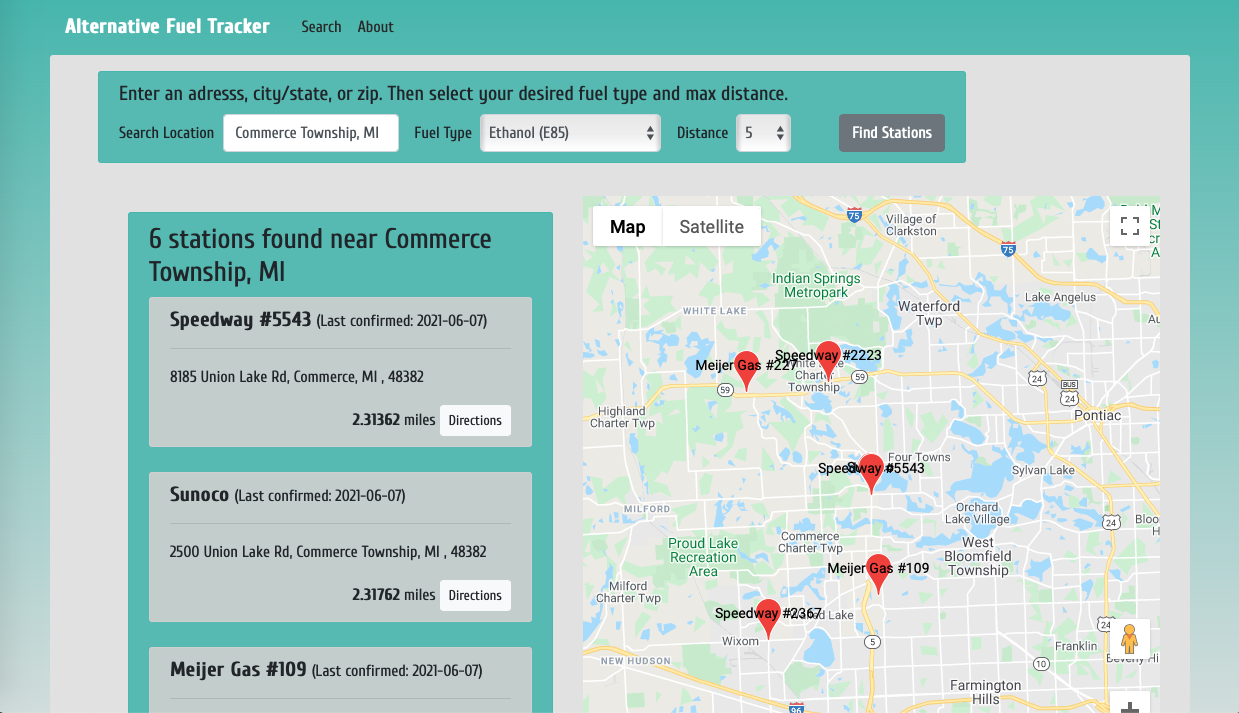 Alternative Fuel Tracker Search About
Enter an adresss, city/state, or zip. Then select your desired fuel type and max distance.
Search Location Commerce Township, MI Fuel Type Ethanol (E85) Distance 5 Find Stations
6 stations found near Commerce
Township, MI
Speedway #5543 (Last confirmed: 2021-06-07)
8185 Union Lake Rd, Commerce, MI , 48382
2.31362 miles Directions
Sunoco (Last confirmed: 2021-06-07)
2500 Union Lake Rd, Commerce Township, MI , 48382
2.31762 miles Directions
Meijer Gas #109 (Last confirmed: 2021-06-07)
Map Satellite
75
Village of
Clarkston
75
Indian Springs
Metropark
Lake Angelus
WHITE LAKE
Waterford
Twp
Speedway #2223
Meijer Gas #227
Charter
Township
59
59
24
BUS
24
Pontiac
Highland
Charter Twp
Four Towns
Speedway #5543
Sylvan Lake
MILFORD
Orchard
Lake Village
24
Proud Lake
Recreation
Area
Commerce
Charter Twp
West
Bloomfield
Township
Meijer Gas #109
Milford
Charter Twp
Speedway #2367
Lake
Wixom
5
24
Franklin
NEW HUDSON
10
Farmington
Hills
96